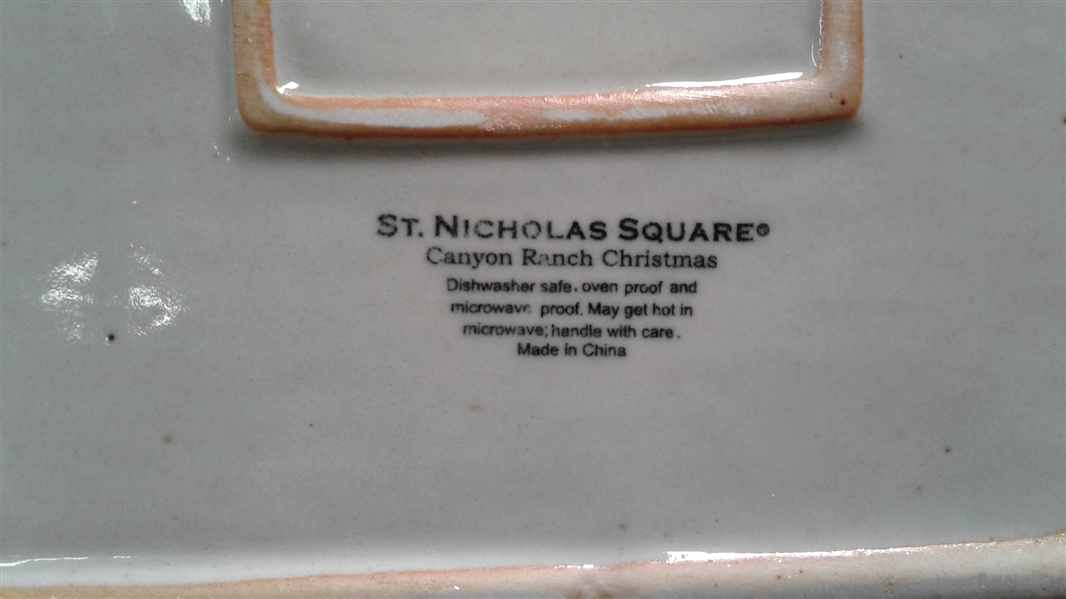 ST. NICHOLAS SQUARE®
Canyon Ranch Christmas
Dishwasher safe, oven proof and
microwave proof. May get hot in
microwave; handle with care.
Made in China